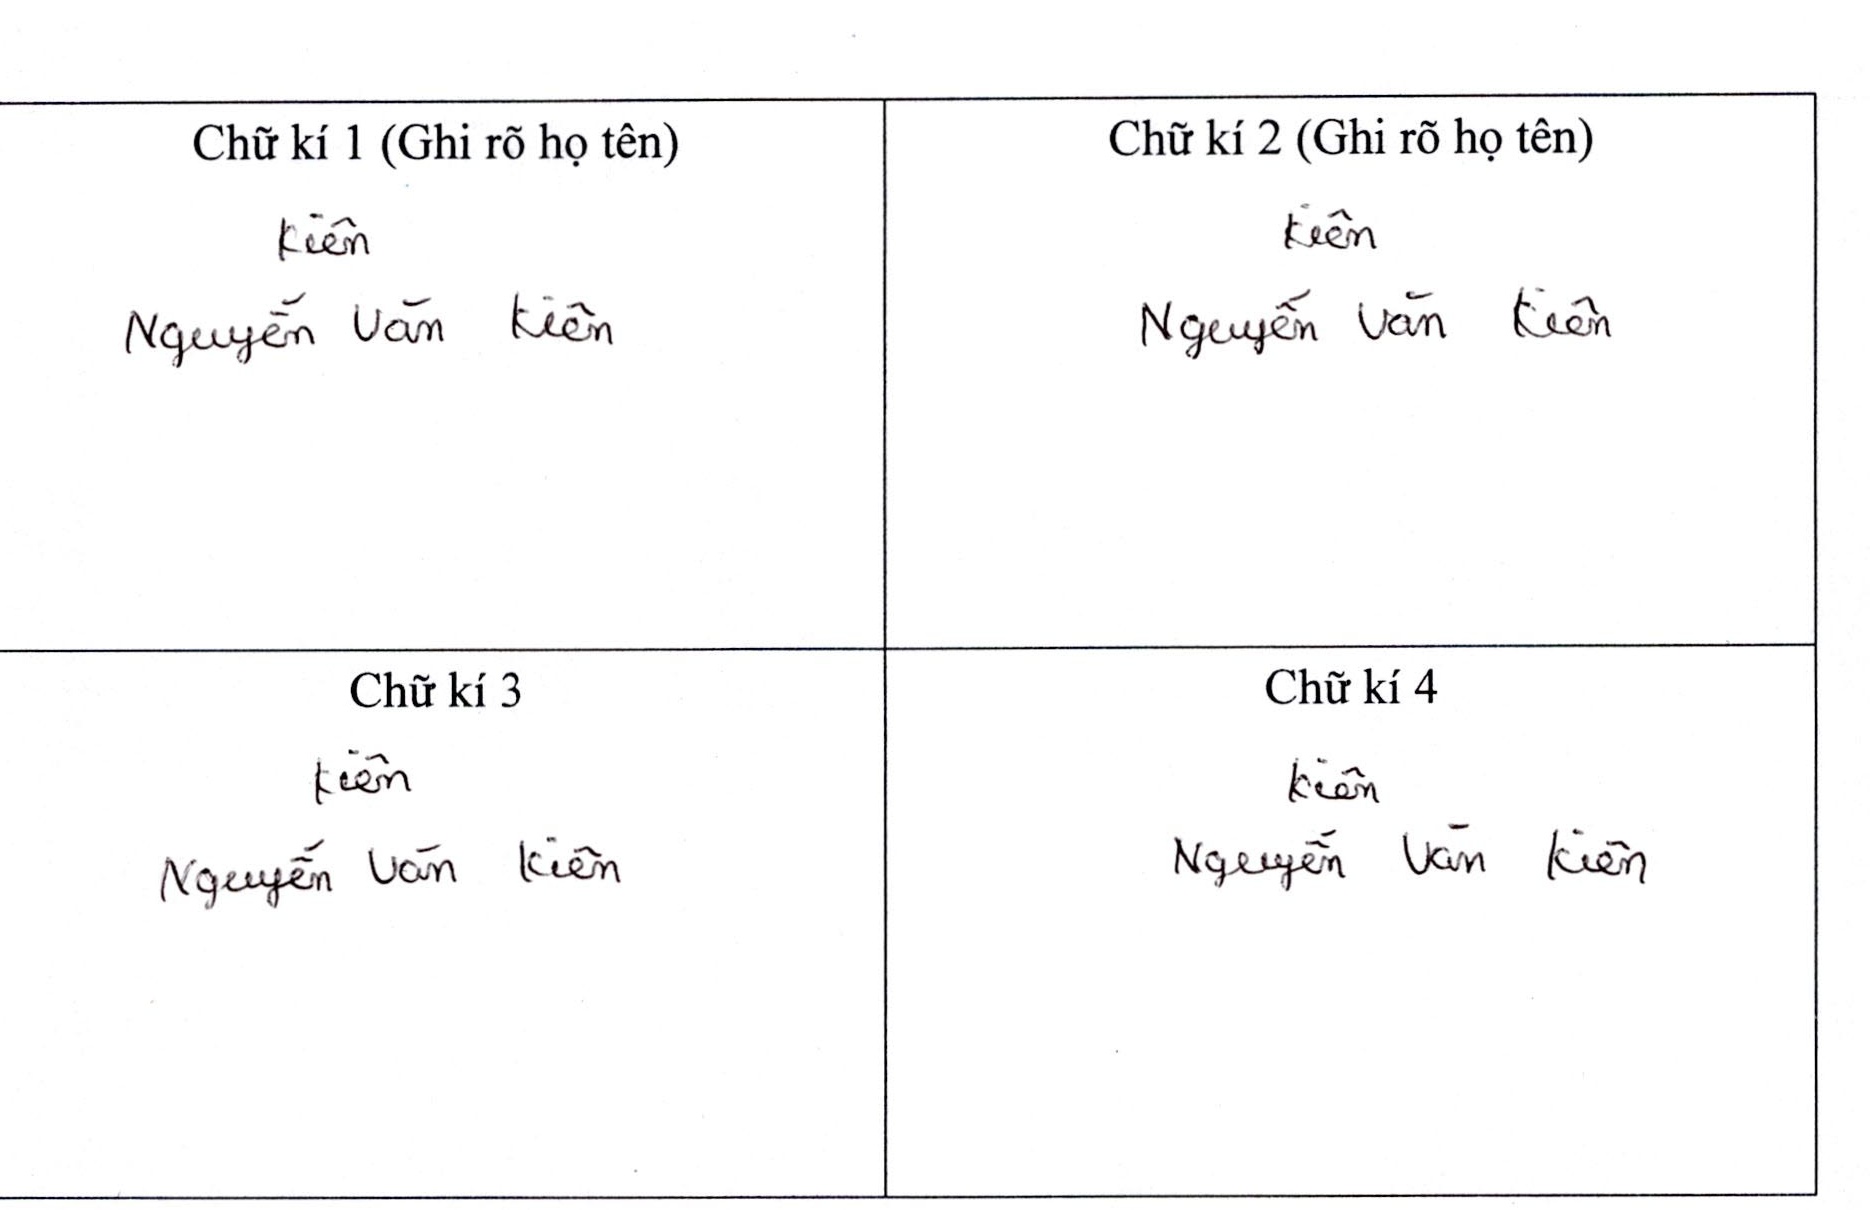 Chữ kí 1 (Ghi rõ họ tên)
Kiên
Nguyễn Văn Kiên
Chữ kí 2 (Ghi rõ họ tên)
Kiên
Nguyễn Văn Kiên
Chữ kí 3
Kiên
Nguyễn Văn Kiên
Chữ kí 4
Kiên
Nguyễn Văn Kiên